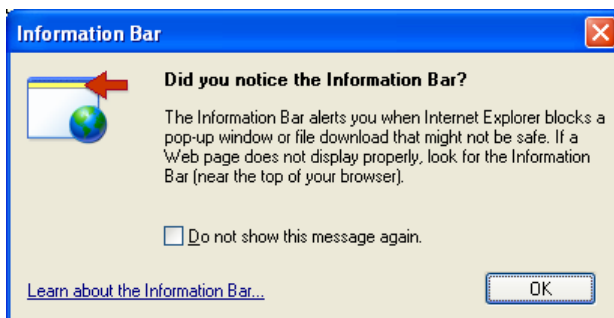 Information Bar
Did you notice the Information Bar?
The Information Bar alerts you when Internet Explorer blocks a
pop-up window or file download that might not be safe. If a
Web page does not display properly, look for the Information
Bar (near the top of your browser).
Do not show this message again.
Learn about the Information Bar...
OK